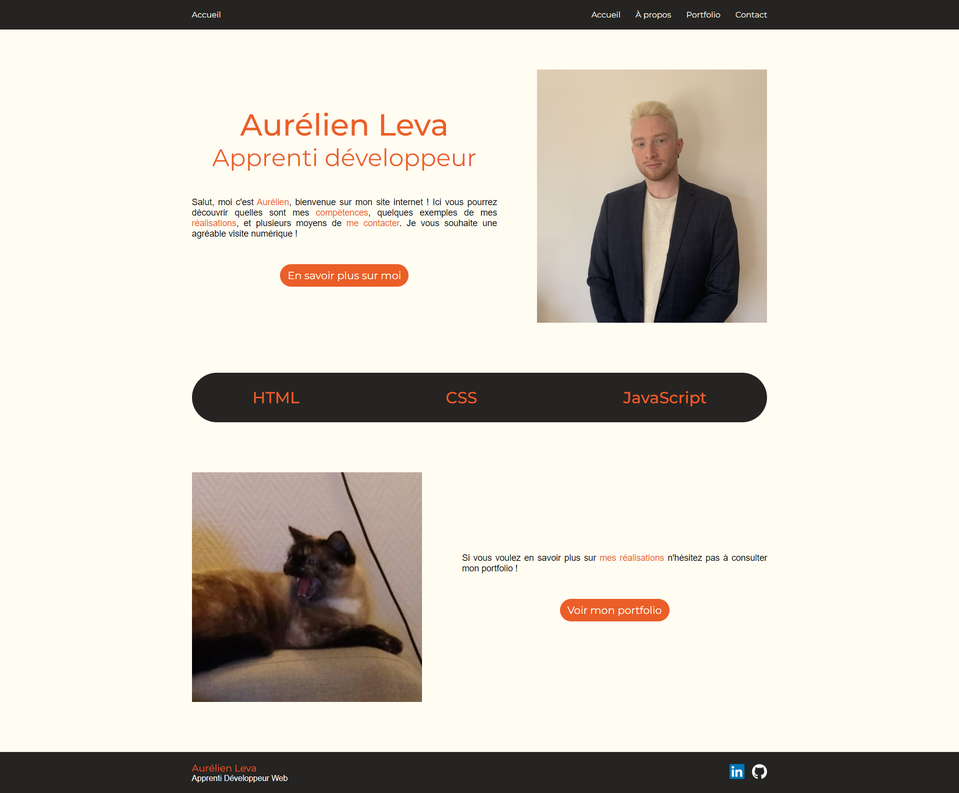 Accueil
Accueil À propos Portfolio Contact
Aurélien Leva
Apprenti développeur
Salut, moi c'est Aurélien, bienvenue sur mon site internet ! Ici vous pourrez
découvrir quelles sont mes compétences, quelques exemples de mes
réalisations, et plusieurs moyens de me contacter. Je vous souhaite une
agréable visite numérique !
En savoir plus sur moi
HTML CSS JavaScript
Si vous voulez en savoir plus sur mes réalisations n'hésitez pas à consulter
mon portfolio !
Voir mon portfolio
Aurélien Leva
Apprenti Développeur Web
in